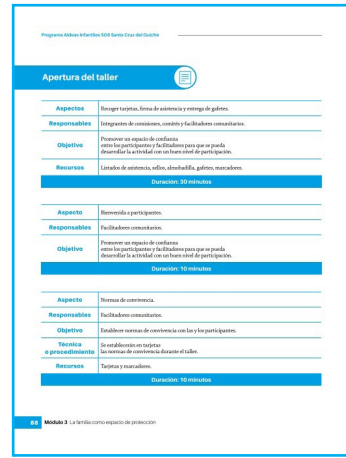 Programa Aldeas Infantiles SOS Santa Cruz del Quiché
Apertura del taller
Aspectos Recoger tarjetas, firma de asistencia y entrega de gafetes.
Responsables Integrantes de comisiones, comités y facilitadores comunitarios.
Objetivo Promover un espacio de confianza
entre los participantes y facilitadores para que se pueda
desarrollar la actividad con un buen nivel de participación.
Recursos Listados de asistencia, sellos, almohadilla, gafetes, marcadores.
Duración: 30 minutos
Aspecto Bienvenida a participantes.
Responsables Facilitadores comunitarios.
Objetivo Promover un espacio de confianza
entre los participantes y facilitadores para que se pueda
desarrollar la actividad con un buen nivel de participación.
Duración: 10 minutos
Aspecto Normas de convivencia.
Responsables Facilitadores comunitarios.
Objetivo Establecer normas de convivencia con las y los participantes.
Técnica
o procedimiento
Se establecerán en tarjetas
las normas de convivencia durante el taller.
Recursos Tarjetas y marcadores.
Duración: 10 minutos
88 Módulo 3 La familia como espacio de protección